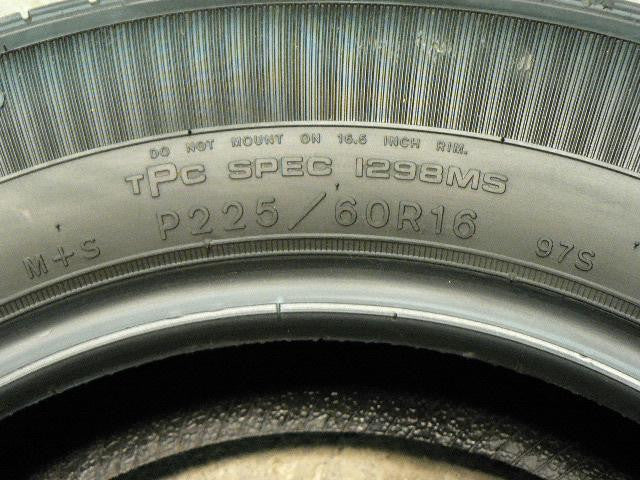 DO NOT MOUNT ON 16.5 INCH RIM.
TPC SPEC 1298MS
P225/60R16
M+S
97S